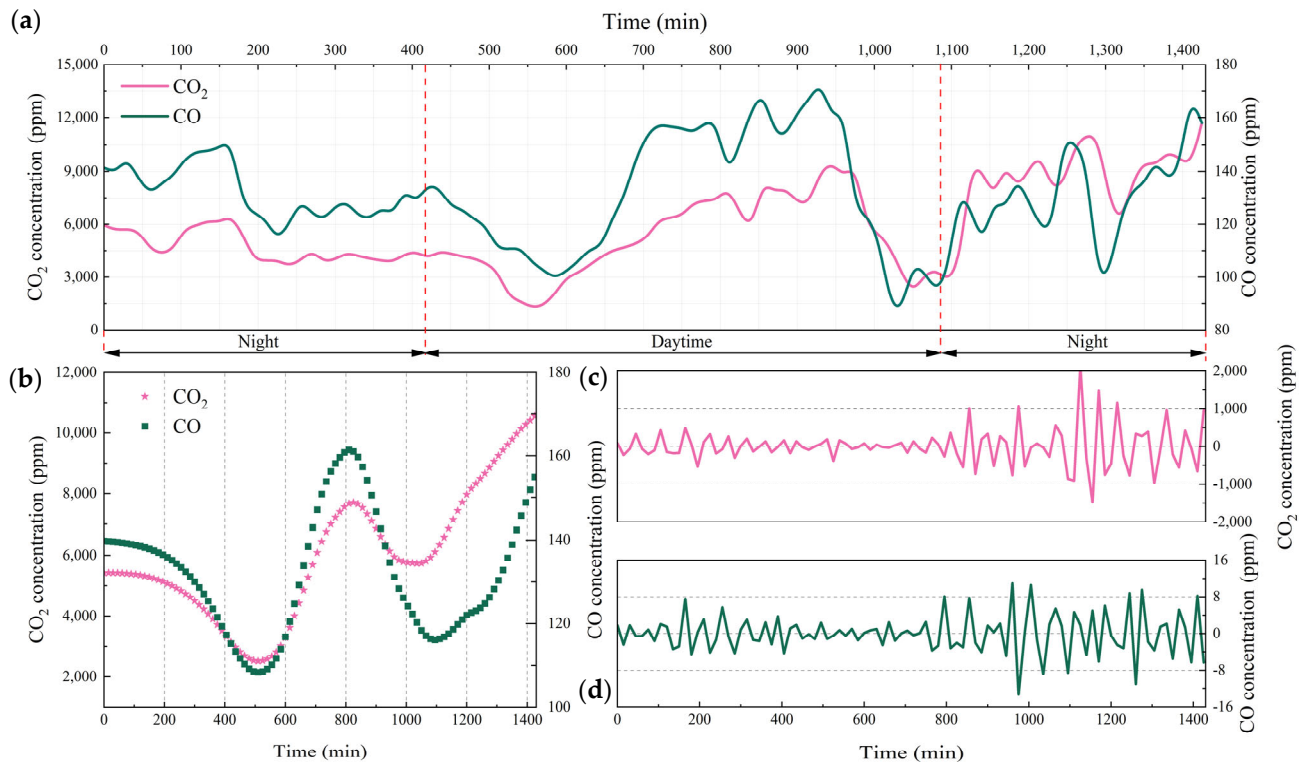 (a)
Time (min)
0 100 200 300 400 500 600 700 800 900 1,000 1,100 1,200 1,300 1,400
15,000
12,000
9,000
6,000
3,000
0
CO₂ concentration (ppm)
CO₂
CO
180
160
140
120
100
80
CO concentration (ppm)
Night
Daytime
Night
(b)
12,000
10,000
8,000
6,000
4,000
2,000
CO₂ concentration (ppm)
CO₂
CO
180
160
140
120
100
CO concentration (ppm)
0 200 400 600 800 1000 1200 1400
Time (min)
(c)
2,000
1,000
0
-1,000
-2,000
CO₂ concentration (ppm)
16
8
0
-8
-16
CO concentration (ppm)
(d)
0 200 400 600 800 1000 1200 1400
Time (min)